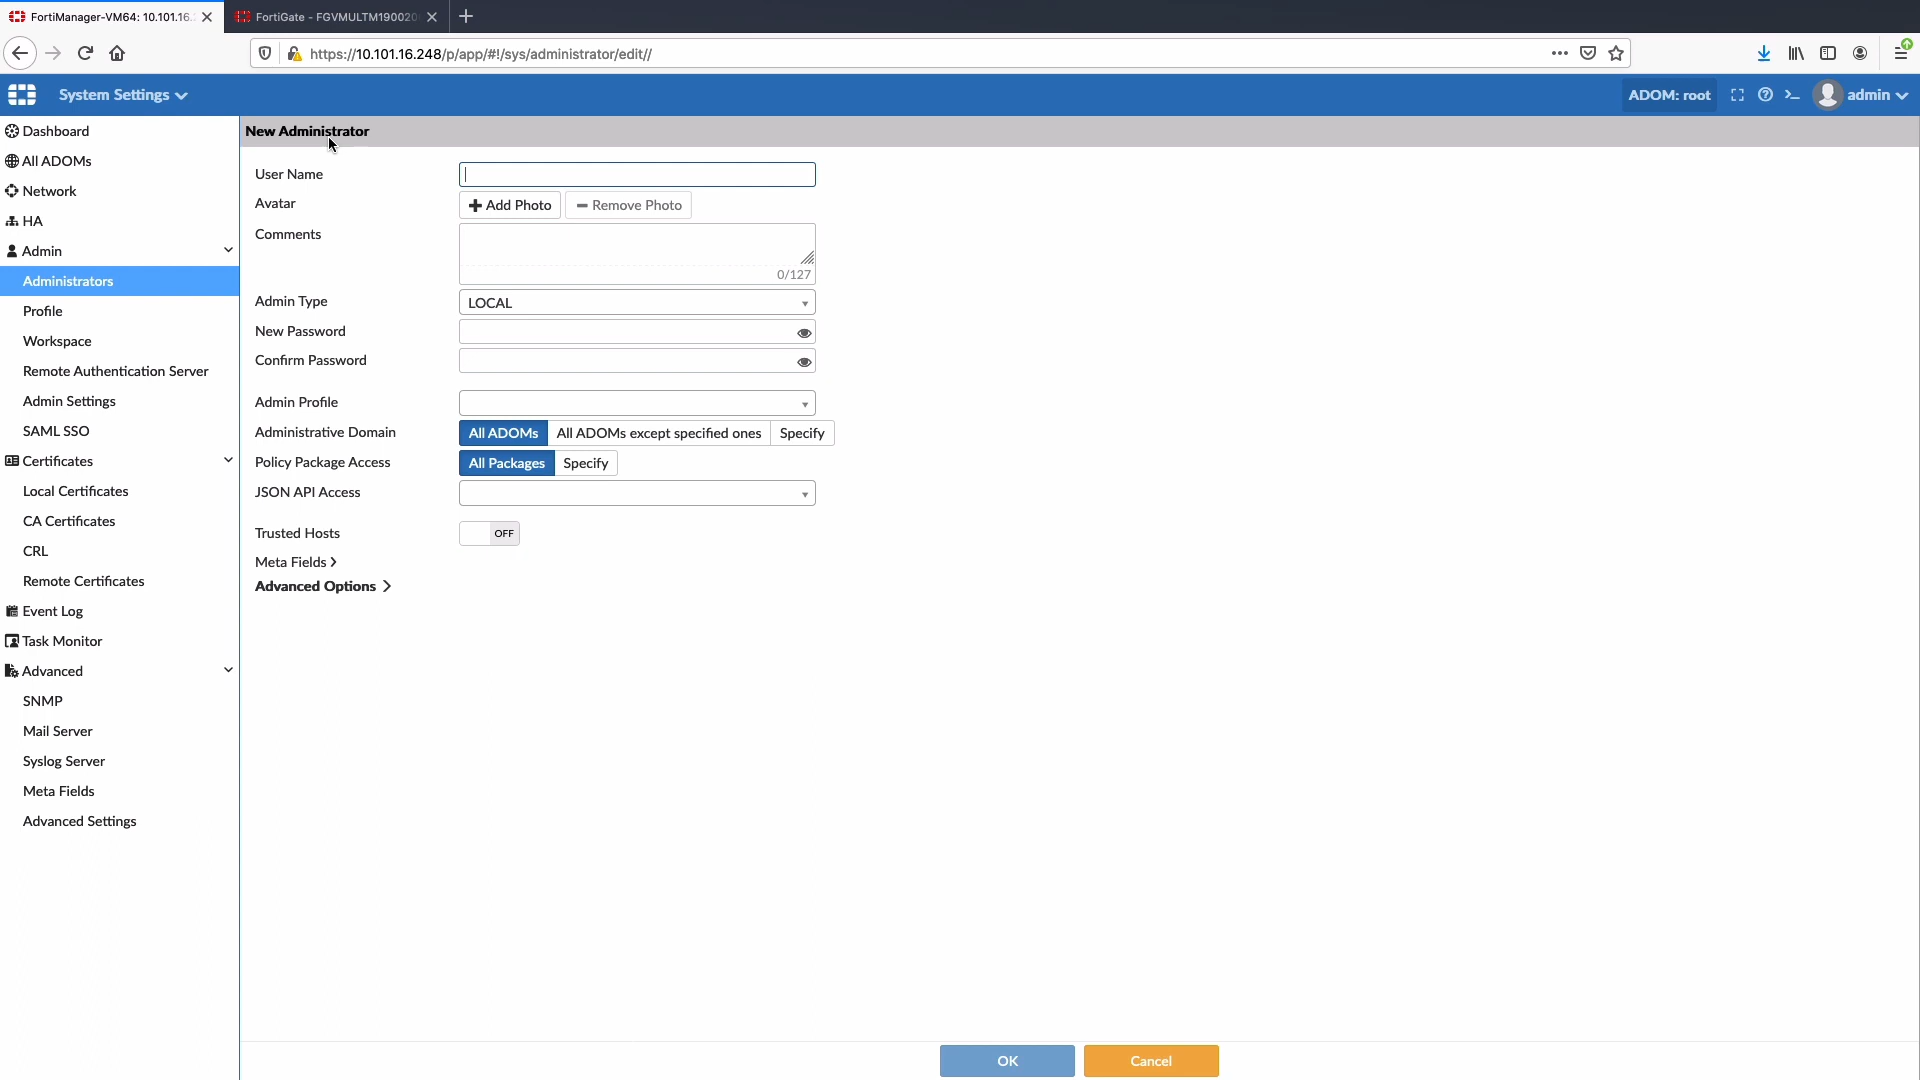 FortiManager-VM64: 10.101.16.
FortiGate - FGVMULTM190020
https://10.101.16.248/p/app/#!/sys/administrator/edit//
System Settings
ADOM: root
admin
Dashboard
All ADOMs
Network
HA
Admin
Administrators
Profile
Workspace
Remote Authentication Server
Admin Settings
SAML SSO
Certificates
Local Certificates
CA Certificates
CRL
Remote Certificates
Event Log
Task Monitor
Advanced
SNMP
Mail Server
Syslog Server
Meta Fields
Advanced Settings
New Administrator
User Name
Avatar
Add Photo
Remove Photo
Comments
0/127
Admin Type
LOCAL
New Password
Confirm Password
Admin Profile
Administrative Domain
All ADOMs
All ADOMs except specified ones
Specify
Policy Package Access
All Packages
Specify
JSON API Access
Trusted Hosts
OFF
Meta Fields
Advanced Options
OK
Cancel